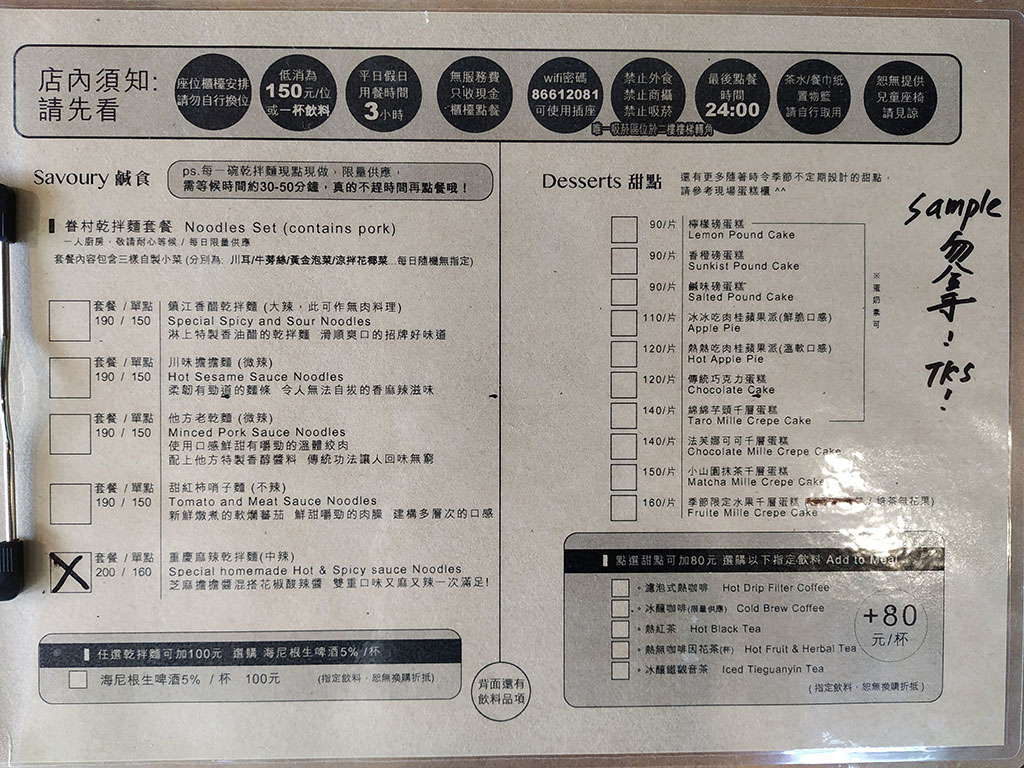 店內須知:
請先看
座位櫃檯安排
請勿自行換位
低消為
150元/位
或一杯飲料
平日假日
用餐時間
3小時
無服務費
只收現金
櫃檯點餐
wifi密碼
86612081
可使用插座
禁止外食
禁止商攝
禁止吸菸
唯一吸菸區位於二樓樓梯轉角
最後點餐
時間
24:00
茶水/餐巾紙
置物籃
請自行取用
恕無提供
兒童座椅
請見諒
Savoury 鹹食
ps.每一碗乾拌麵現點現做，限量供應，
需等候時間約30-50分鐘，真的不趕時間再點餐哦！
眷村乾拌麵套餐 Noodles Set (contains pork)
一人廚房，敬請耐心等候 / 每日限量供應
套餐內容包含三樣自製小菜 (分別為: 川耳/牛蒡絲/黃金泡菜/涼拌花椰菜...每日隨機無指定)
套餐 / 單點
190 / 150
鎮江香醋乾拌麵 (大辣，此可作無肉料理)
Special Spicy and Sour Noodles
淋上特製香油醋的乾拌麵 滑順爽口的招牌好味道
套餐 / 單點
190 / 150
川味擔擔麵 (微辣)
Hot Sesame Sauce Noodles
柔韌有勁道的麵條 令人無法自拔的香麻辣滋味
套餐 / 單點
190 / 150
他方老乾麵 (微辣)
Minced Pork Sauce Noodles
使用口感鮮甜有嚼勁的溫體絞肉
配上他方特製香醇醬料 傳統功法讓人回味無窮
套餐 / 單點
190 / 150
甜紅柿哨子麵 (不辣)
Tomato and Meat Sauce Noodles
新鮮燉煮的軟爛蕃茄 鮮甜嚼勁的肉臊 建構多層次的口感
套餐 / 單點
200 / 160
重慶麻辣乾拌麵(中辣)
Special homemade Hot & Spicy sauce Noodles
芝麻擔擔醬混搭花椒酸辣醬 雙重口味又麻又辣一次滿足!
任選乾拌麵可加100元 選購 海尼根生啤酒5% /杯
海尼根生啤酒5% / 杯 100元 (指定飲料，恕無換購折抵)
背面還有
飲料品項
Desserts 甜點
還有更多隨著時令季節不定期設計的甜點，
請參考現場蛋糕櫃 ^^
90/片 檸檬磅蛋糕
Lemon Pound Cake
90/片 香橙磅蛋糕
Sunkist Pound Cake
90/片 鹹味磅蛋糕
Salted Pound Cake
110/片 冰冰吃肉桂蘋果派(鮮脆口感)
Apple Pie
120/片 熱熱吃肉桂蘋果派(溫軟口感)
Hot Apple Pie
120/片 傳統巧克力蛋糕
Chocolate Cake
140/片 綿綿芋頭千層蛋糕
Taro Mille Crepe Cake
※蛋奶素可
140/片 法芙娜可可千層蛋糕
Chocolate Mille Crepe Cake
150/片 小山園抹茶千層蛋糕
Matcha Mille Crepe Cake
160/片 季節限定水果千層蛋糕
Fruite Mille Crepe Cake
sample
勿拿!
TKS!
點選甜點可加80元 選購以下指定飲料 Add to Meal
濾泡式熱咖啡 Hot Drip Filter Coffee
冰釀咖啡(限量供應) Cold Brew Coffee
熱紅茶 Hot Black Tea
熱無咖啡因花茶(杯) Hot Fruit & Herbal Tea
冰釀鐵觀音茶 Iced Tieguanyin Tea
+80
元/杯
(指定飲料，恕無換購折抵)